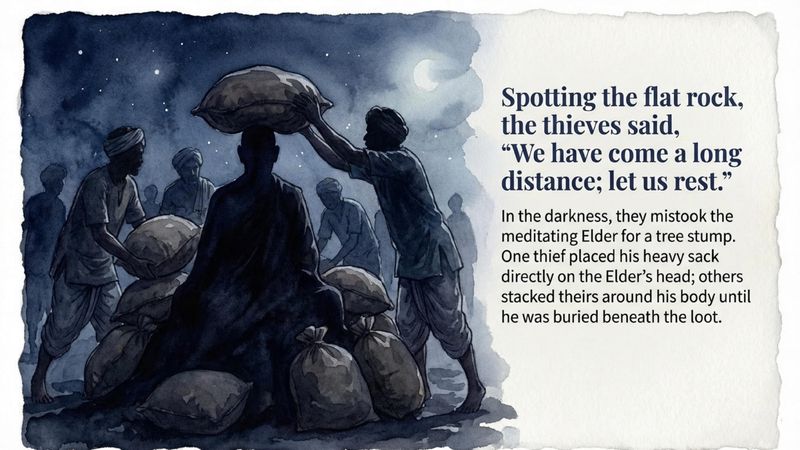 Spotting the flat rock,
the thieves said,
“We have come a long
distance; let us rest.”
In the darkness, they mistook the
meditating Elder for a tree stump.
One thief placed his heavy sack
directly on the Elder’s head; others
stacked theirs around his body until
he was buried beneath the loot.